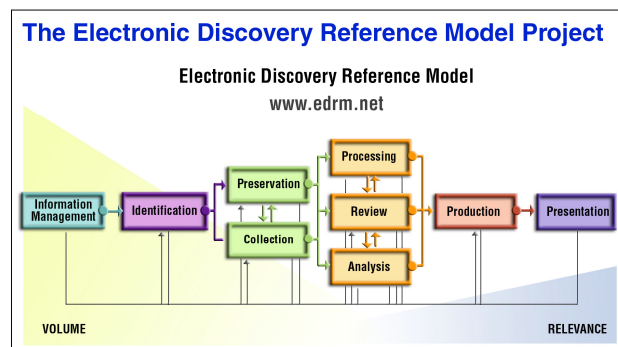 The Electronic Discovery Reference Model Project
Electronic Discovery Reference Model
www.edrm.net
Information
Management
Identification
Preservation
Collection
Processing
Review
Analysis
Production
Presentation
VOLUME
RELEVANCE